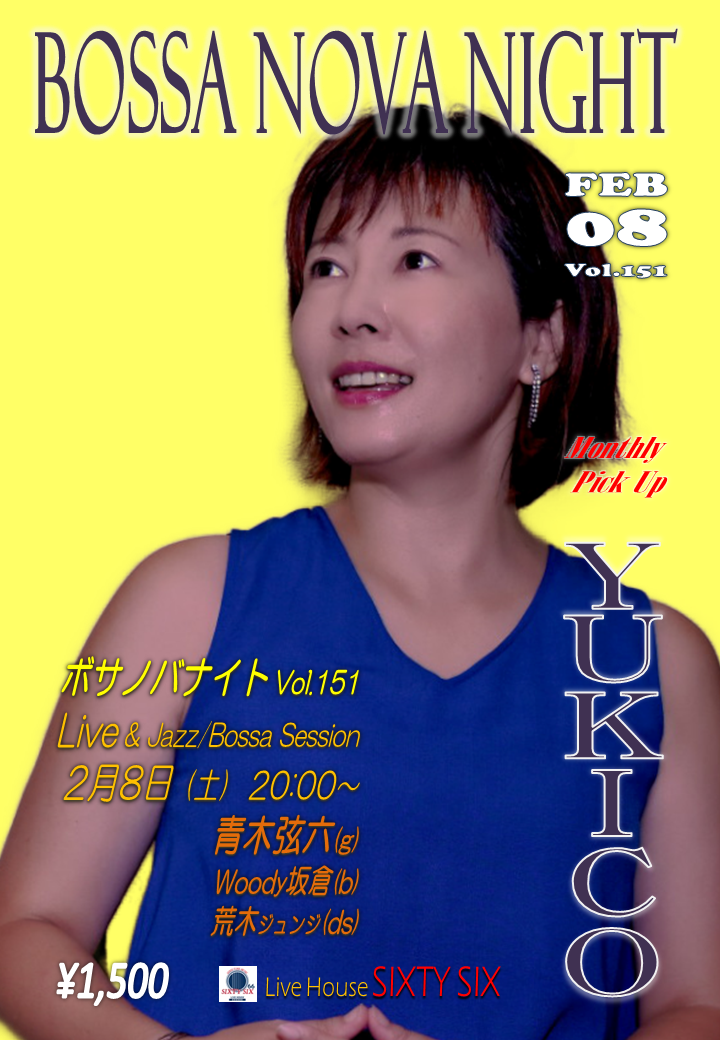 BOSSA NOVA NIGHT
FEB
08
Vol.151
Monthly
Pick Up
YUKICO
ボサノバナイト Vol.151
Live & Jazz/Bossa Session
2月8日（土） 20:00～
青木弦六(g)
Woody坂倉(b)
荒木ジュンジ(ds)
¥1,500
SIXTY SIX
Live House SIXTY SIX